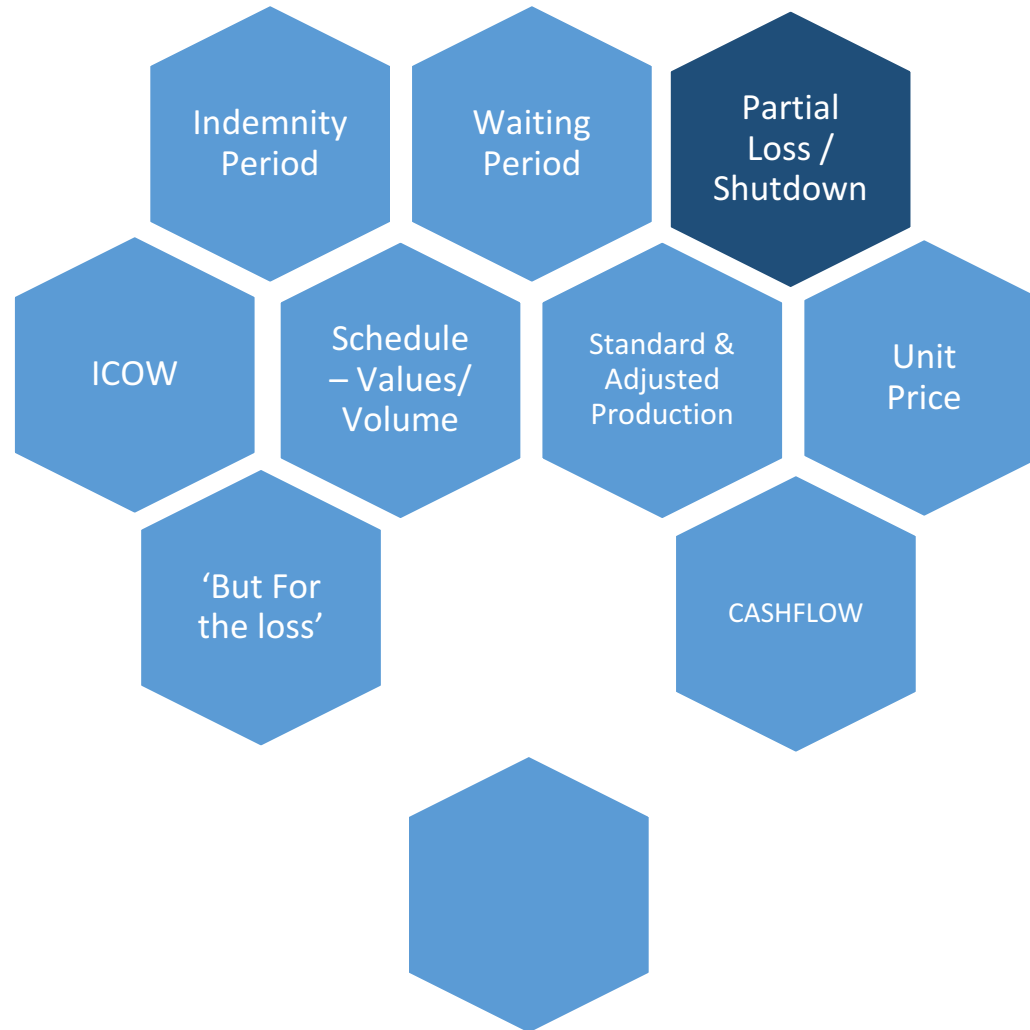 Indemnity
Period
Waiting
Period
Partial
Loss /
Shutdown
ICOW
Schedule
– Values/
Volume
Standard &
Adjusted
Production
Unit
Price
‘But For
the loss’
CASHFLOW